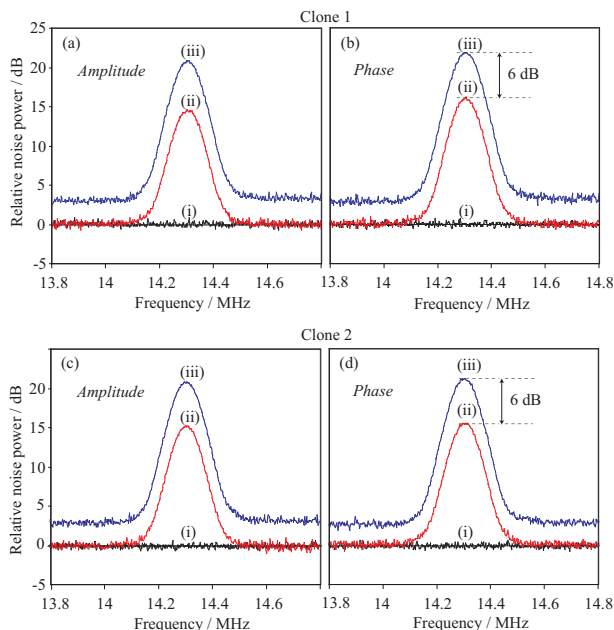 Clone 1
(a)
Amplitude
(iii)
(ii)
(i)
(b)
Phase
(iii)
(ii)
(i)
6 dB
Relative noise power / dB
25
20
15
10
5
0
-5
13.8 14 14.2 14.4 14.6
Frequency / MHz
13.8 14 14.2 14.4 14.6 14.8
Frequency / MHz
Clone 2
(c)
Amplitude
(iii)
(ii)
(i)
(d)
Phase
(iii)
(ii)
(i)
6 dB
Relative noise power / dB
20
15
10
5
0
-5
13.8 14 14.2 14.4 14.6
Frequency / MHz
13.8 14 14.2 14.4 14.6 14.8
Frequency / MHz